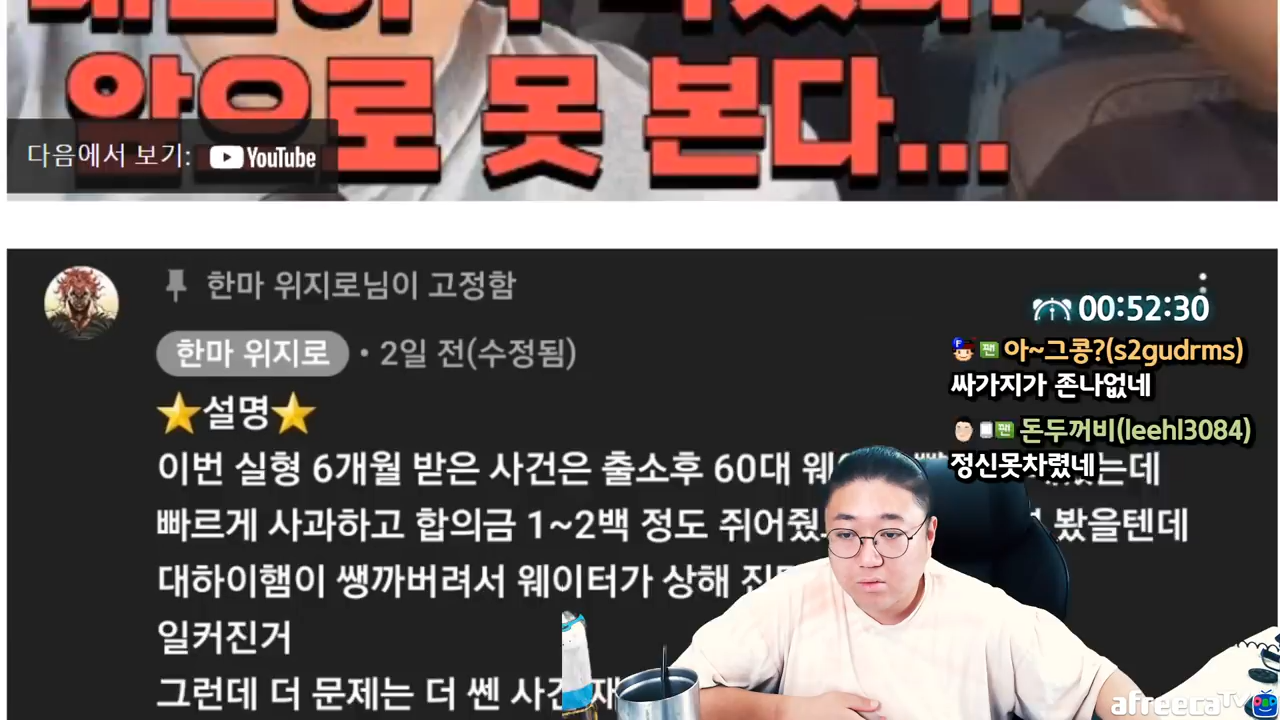 앞으로 못 본다...
다음에서 보기: YouTube
한마 위지로님이 고정함
한마 위지로 • 2일 전(수정됨)
⭐설명⭐
이번 실형 6개월 받은 사건은 출소후 60대 는데
빠르게 사과하고 합의금 1~2백 정도 쥐어줬 봤을텐데
대하이햄이 쌩까버려서 웨이터가 상해
일커진거
그런데 더 문제는 더 쎈
00:52:30
아~그콩?(s2gudrms)
싸가지가 존나없네
돈두꺼비(leehl3084)
정신못차렸네
afreecaTV